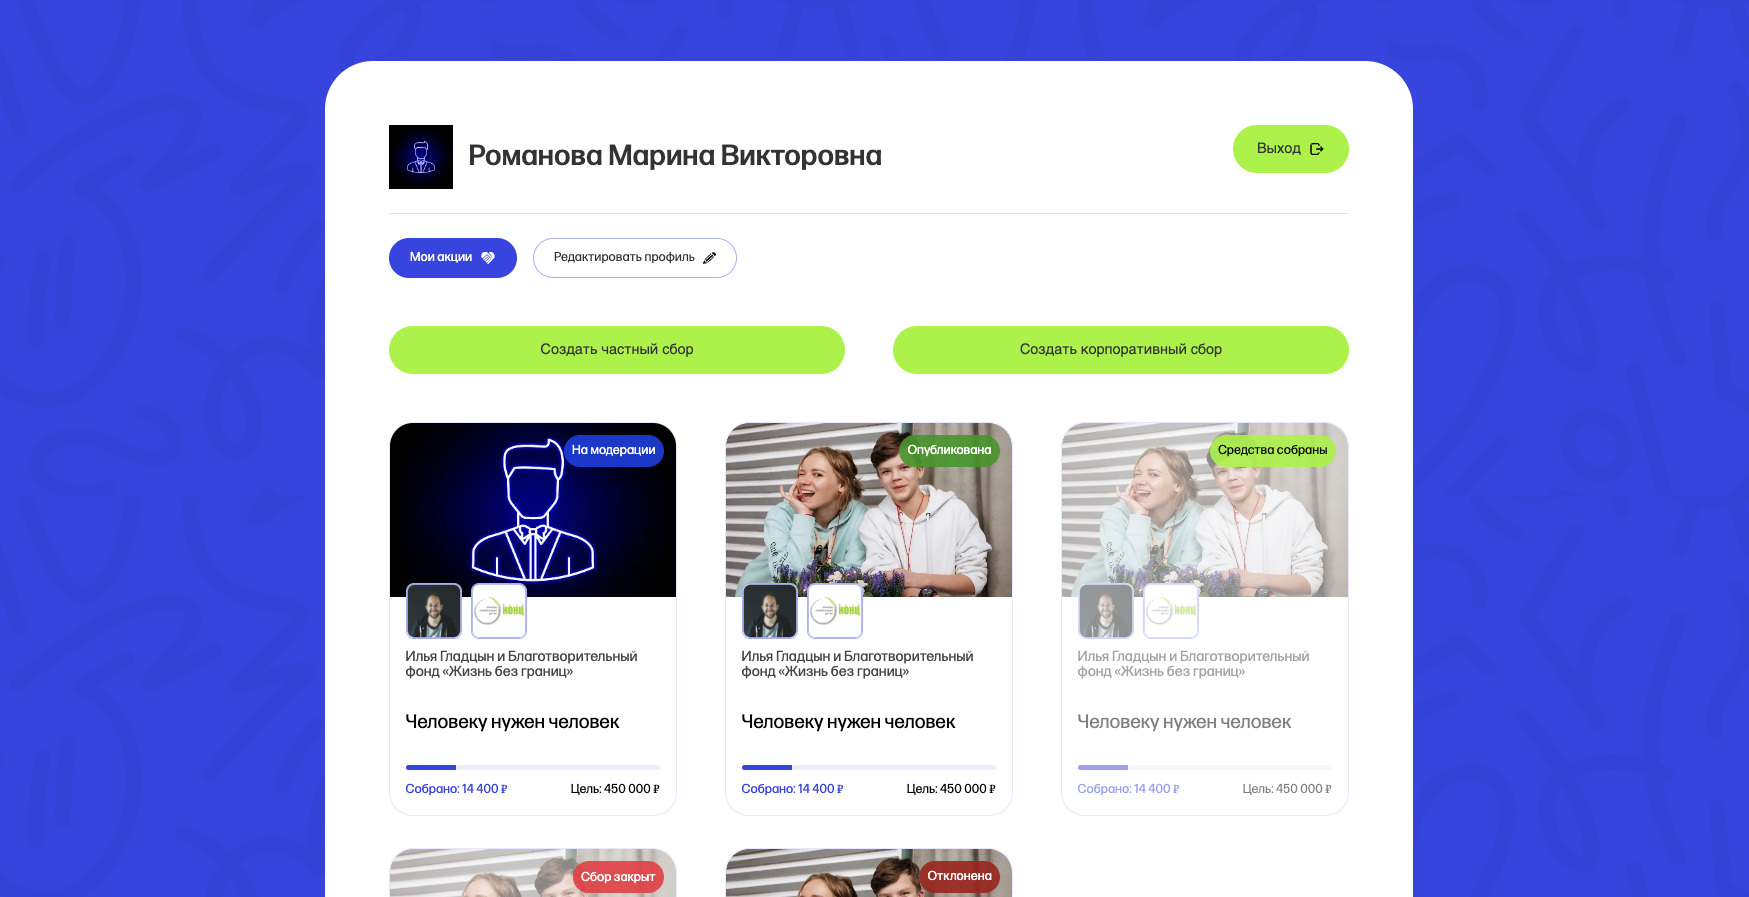 Романова Марина Викторовна
Выход
Мои акции
Редактировать профиль
Создать частный сбор
Создать корпоративный сбор
На модерации
Илья Гладцын и Благотворительный
фонд «Жизнь без границ»
Человеку нужен человек
Собрано: 14 400 ₽
Цель: 450 000 ₽
Опубликована
Илья Гладцын и Благотворительный
фонд «Жизнь без границ»
Человеку нужен человек
Собрано: 14 400 ₽
Цель: 450 000 ₽
Средства собраны
Илья Гладцын и Благотворительный
фонд «Жизнь без границ»
Человеку нужен человек
Собрано: 14 400 ₽
Цель: 450 000 ₽
Сбор закрыт
Отклонена